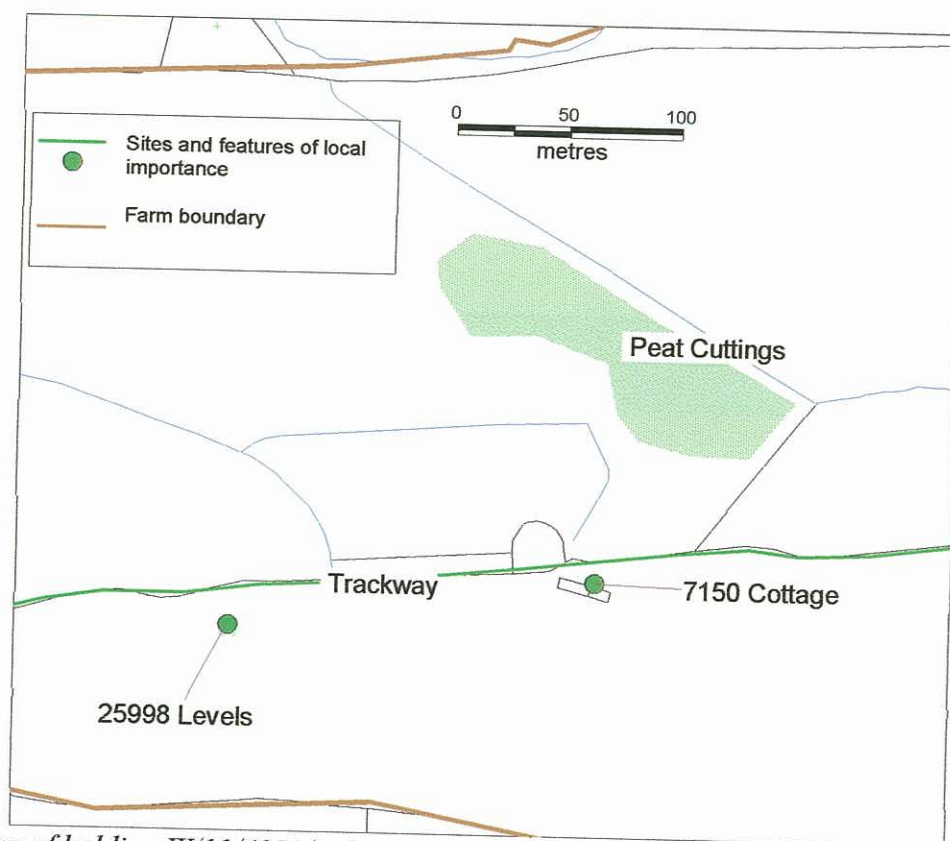 0 50 100
metres
Sites and features of local
importance
Farm boundary
Peat Cuttings
Trackway
7150 Cottage
25998 Levels